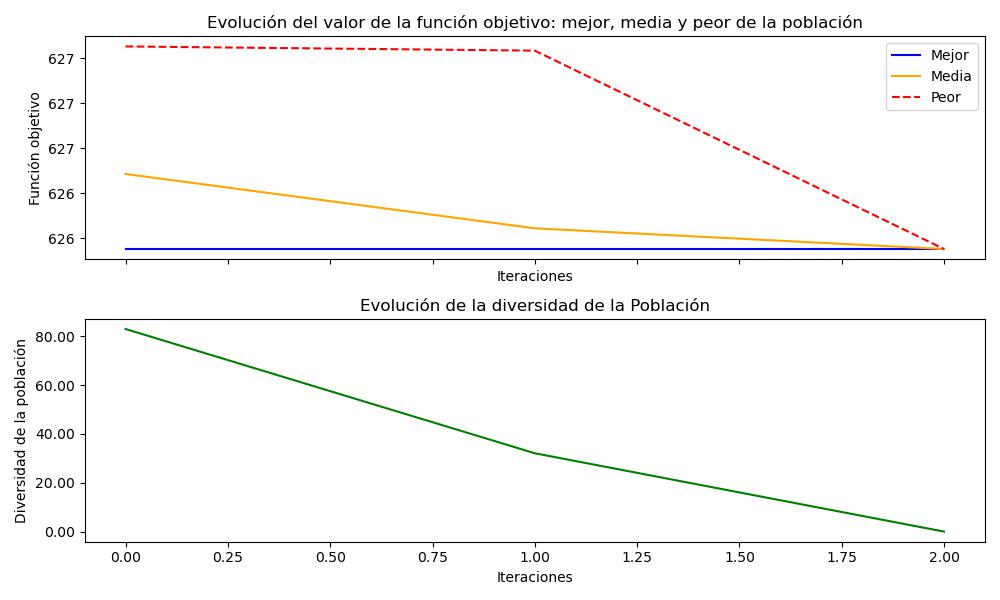 Evolución del valor de la función objetivo: mejor, media y peor de la población
Función objetivo
627
627
627
626
626
Mejor
Media
Peor
Iteraciones
Evolución de la diversidad de la Población
Diversidad de la población
80.00
60.00
40.00
20.00
0.00
0.00 0.25 0.50 0.75 1.00 1.25 1.50 1.75 2.00
Iteraciones